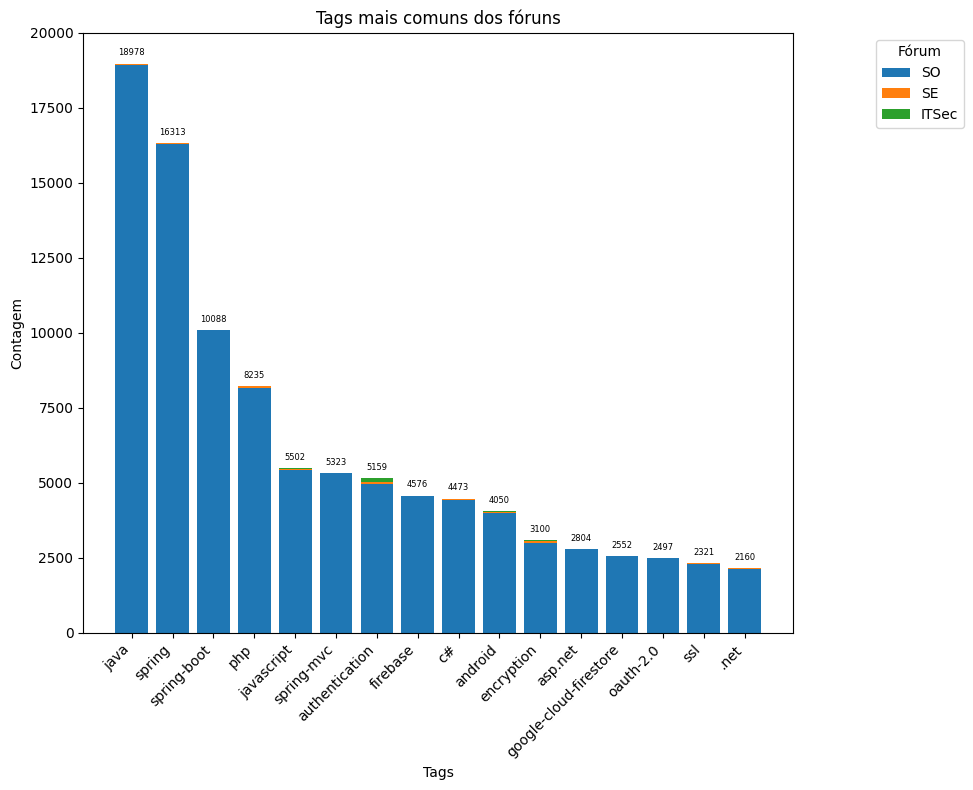 Tags mais comuns dos fóruns
Fórum
SO
SE
ITSec
Contagem
20000
17500
15000
12500
10000
7500
5000
2500
0
18978
16313
10088
8235
5502
5323
5159
4576
4473
4050
3100
2804
2552
2497
2321
2160
java
spring
spring-boot
php
javascript
spring-mvc
authentication
firebase
c#
android
encryption
asp.net
google-cloud-firestore
oauth-2.0
ssl
.net
Tags